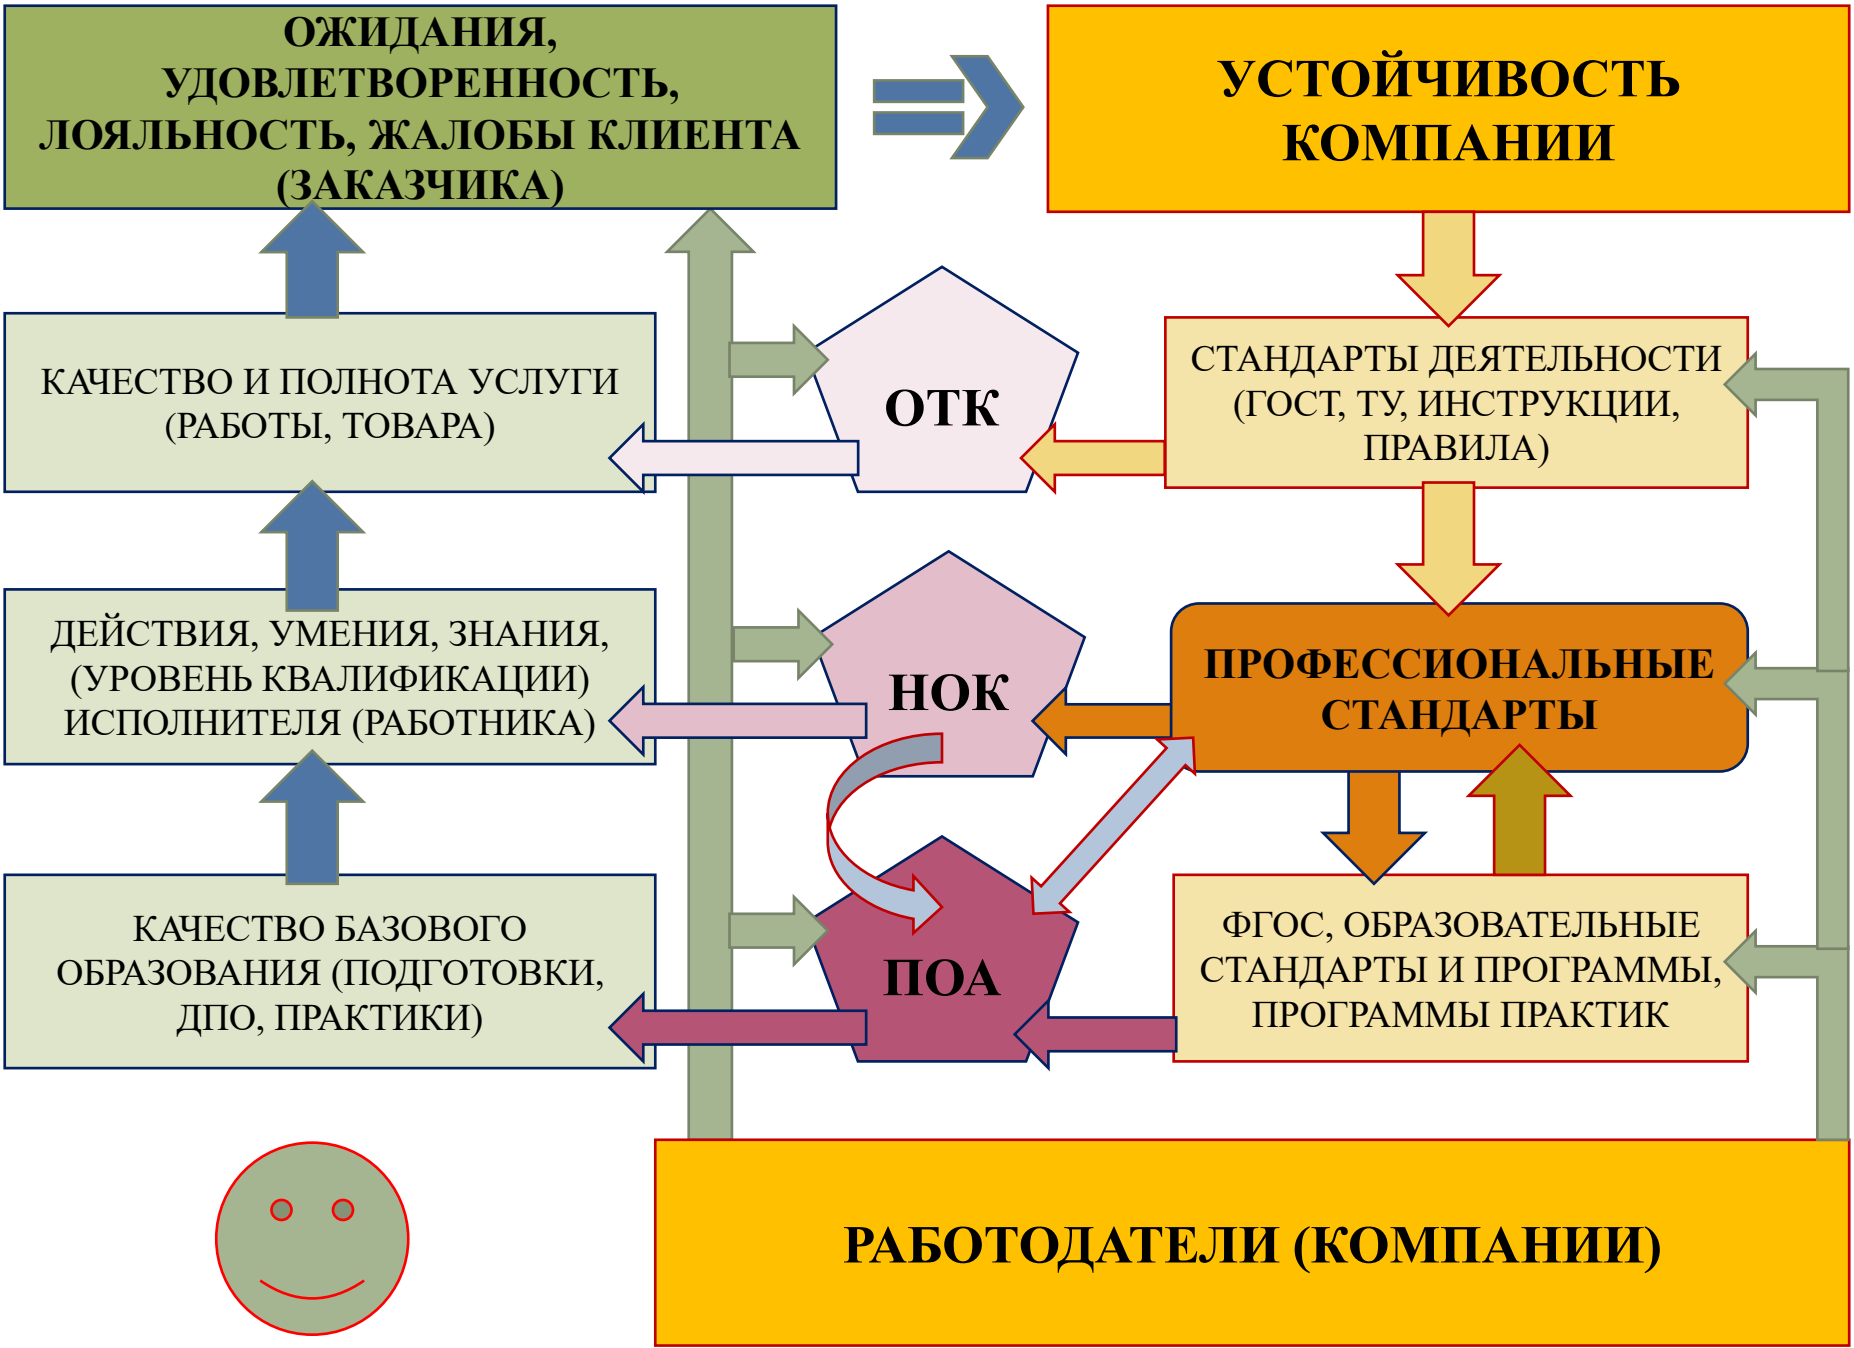 ОЖИДАНИЯ,
УДОВЛЕТВОРЕННОСТЬ,
ЛОЯЛЬНОСТЬ, ЖАЛОБЫ КЛИЕНТА
(ЗАКАЗЧИКА)
УСТОЙЧИВОСТЬ
КОМПАНИИ
КАЧЕСТВО И ПОЛНОТА УСЛУГИ
(РАБОТЫ, ТОВАРА)
ОТК
СТАНДАРТЫ ДЕЯТЕЛЬНОСТИ
(ГОСТ, ТУ, ИНСТРУКЦИИ,
ПРАВИЛА)
ДЕЙСТВИЯ, УМЕНИЯ, ЗНАНИЯ,
(УРОВЕНЬ КВАЛИФИКАЦИИ)
ИСПОЛНИТЕЛЯ (РАБОТНИКА)
НОК
ПРОФЕССИОНАЛЬНЫЕ
СТАНДАРТЫ
КАЧЕСТВО БАЗОВОГО
ОБРАЗОВАНИЯ (ПОДГОТОВКИ,
ДПО, ПРАКТИКИ)
ПОА
ФГОС, ОБРАЗОВАТЕЛЬНЫЕ
СТАНДАРТЫ И ПРОГРАММЫ,
ПРОГРАММЫ ПРАКТИК
РАБОТОДАТЕЛИ (КОМПАНИИ)